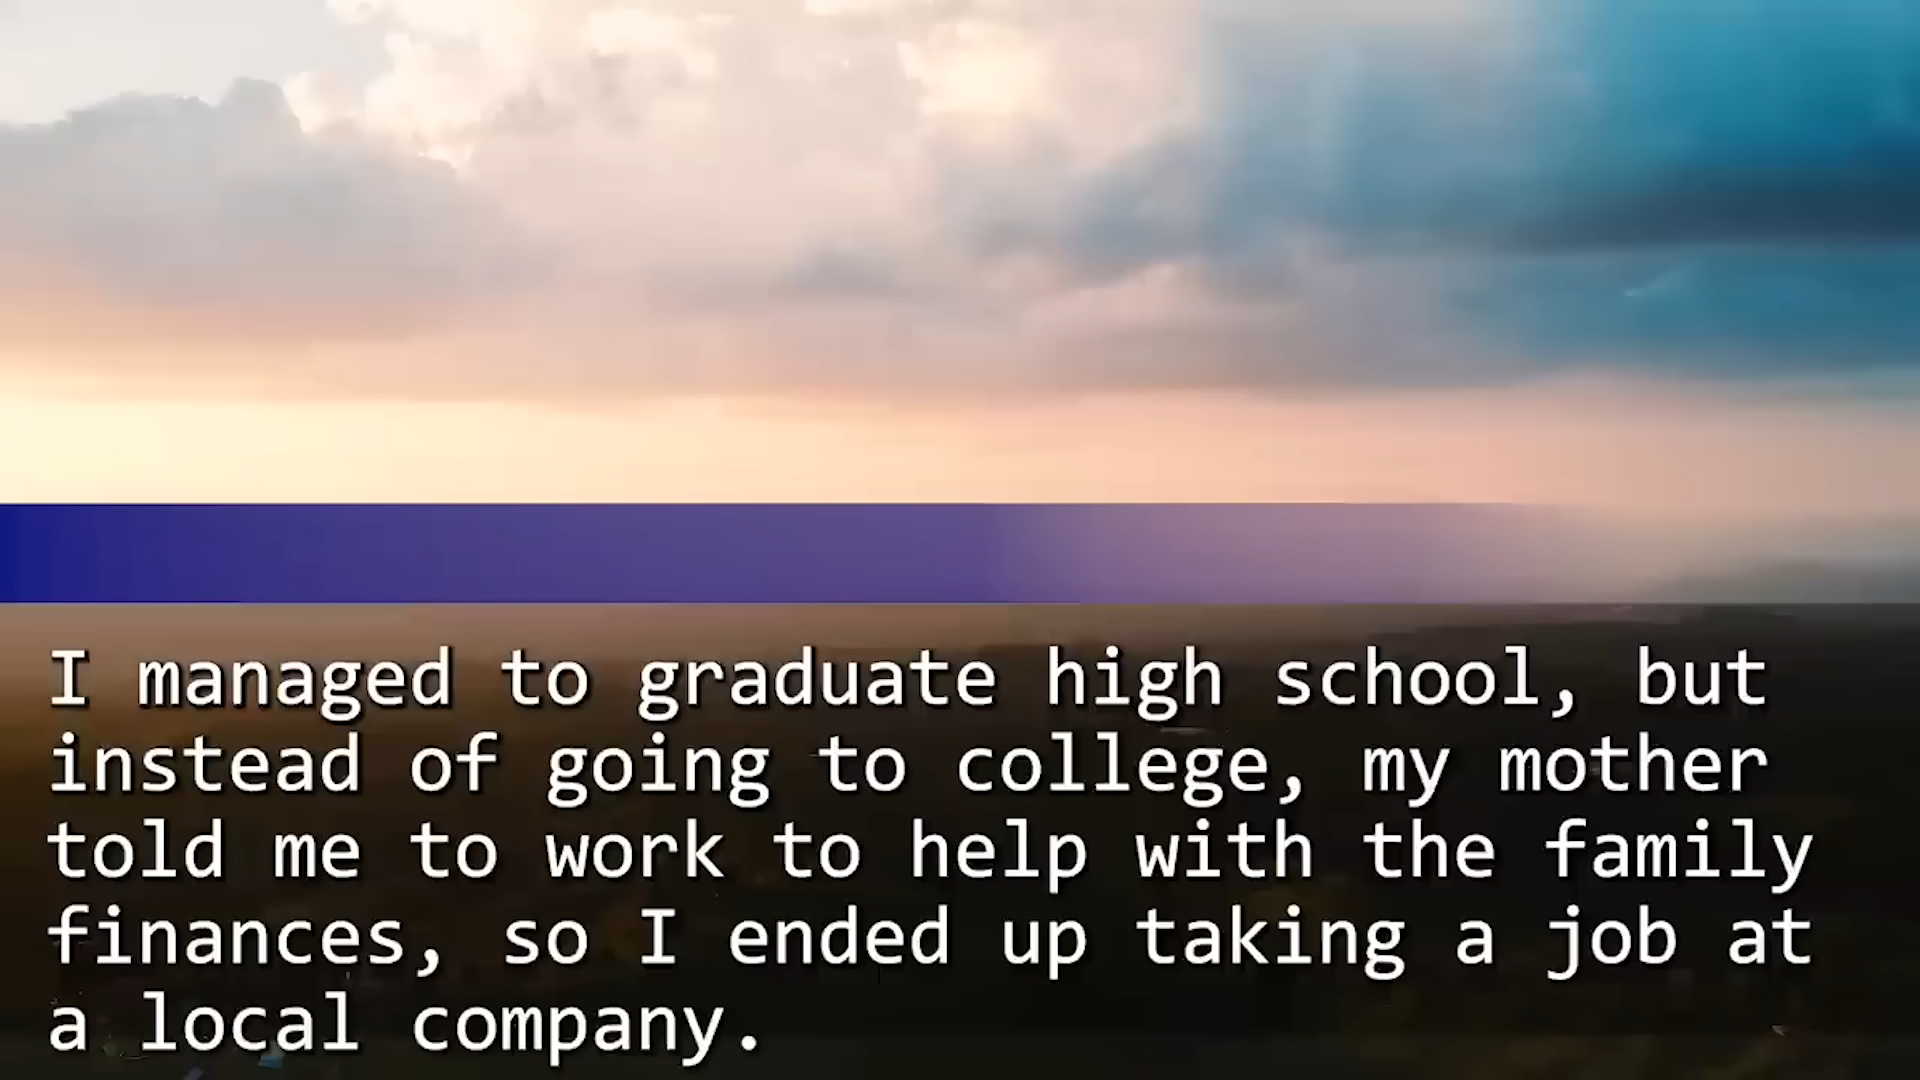 I managed to graduate high school, but
instead of going to college, my mother
told me to work to help with the family
finances, so I ended up taking a job at
a local company.